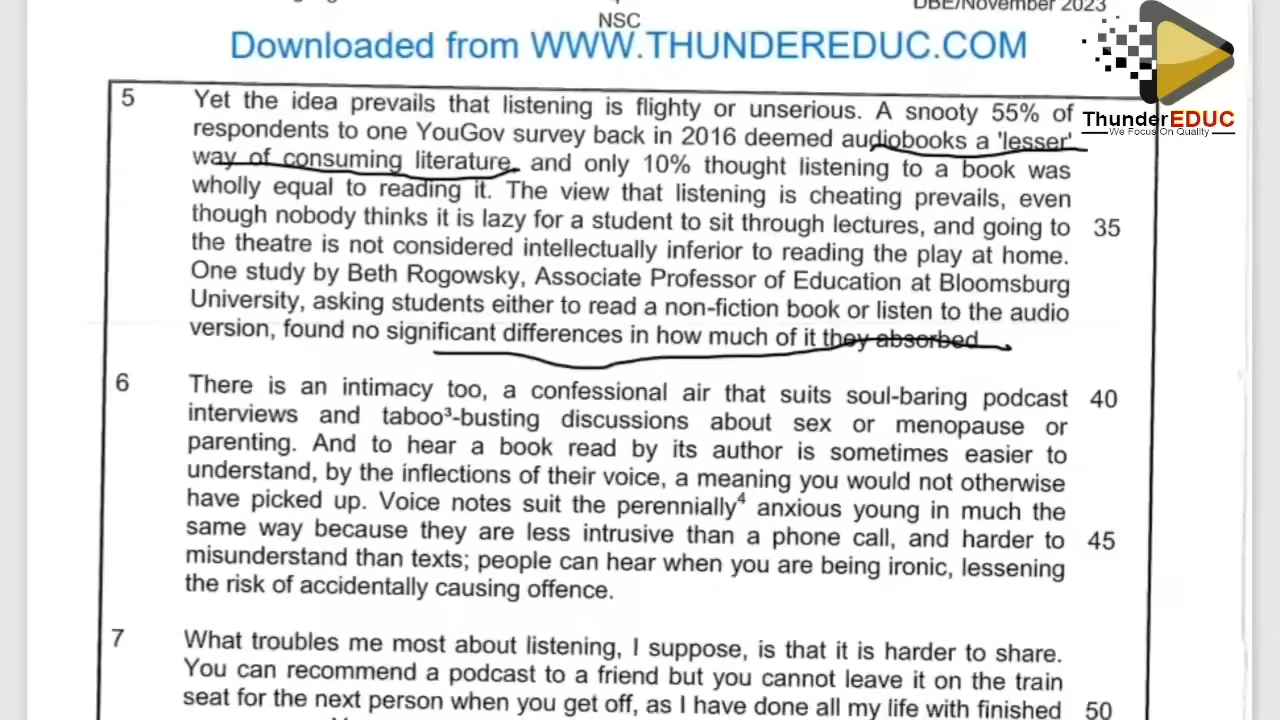 DBE/November 2023
NSC
Downloaded from WWW.THUNDEREDUC.COM
ThunderEDUC
We Focus On Quality
5 Yet the idea prevails that listening is flighty or unserious. A snooty 55% of
respondents to one YouGov survey back in 2016 deemed audiobooks a 'lesser'
way of consuming literature, and only 10% thought listening to a book was
wholly equal to reading it. The view that listening is cheating prevails, even
though nobody thinks it is lazy for a student to sit through lectures, and going to 35
the theatre is not considered intellectually inferior to reading the play at home.
One study by Beth Rogowsky, Associate Professor of Education at Bloomsburg
University, asking students either to read a non-fiction book or listen to the audio
version, found no significant differences in how much of it they absorbed
6 There is an intimacy too, a confessional air that suits soul-baring podcast 40
interviews and taboo³-busting discussions about sex or menopause or
parenting. And to hear a book read by its author is sometimes easier to
understand, by the inflections of their voice, a meaning you would not otherwise
have picked up. Voice notes suit the perennially⁴ anxious young in much the
same way because they are less intrusive than a phone call, and harder to 45
misunderstand than texts; people can hear when you are being ironic, lessening
the risk of accidentally causing offence.
7 What troubles me most about listening, I suppose, is that it is harder to share.
You can recommend a podcast to a friend but you cannot leave it on the train
seat for the next person when you get off, as I have done all my life with finished 50